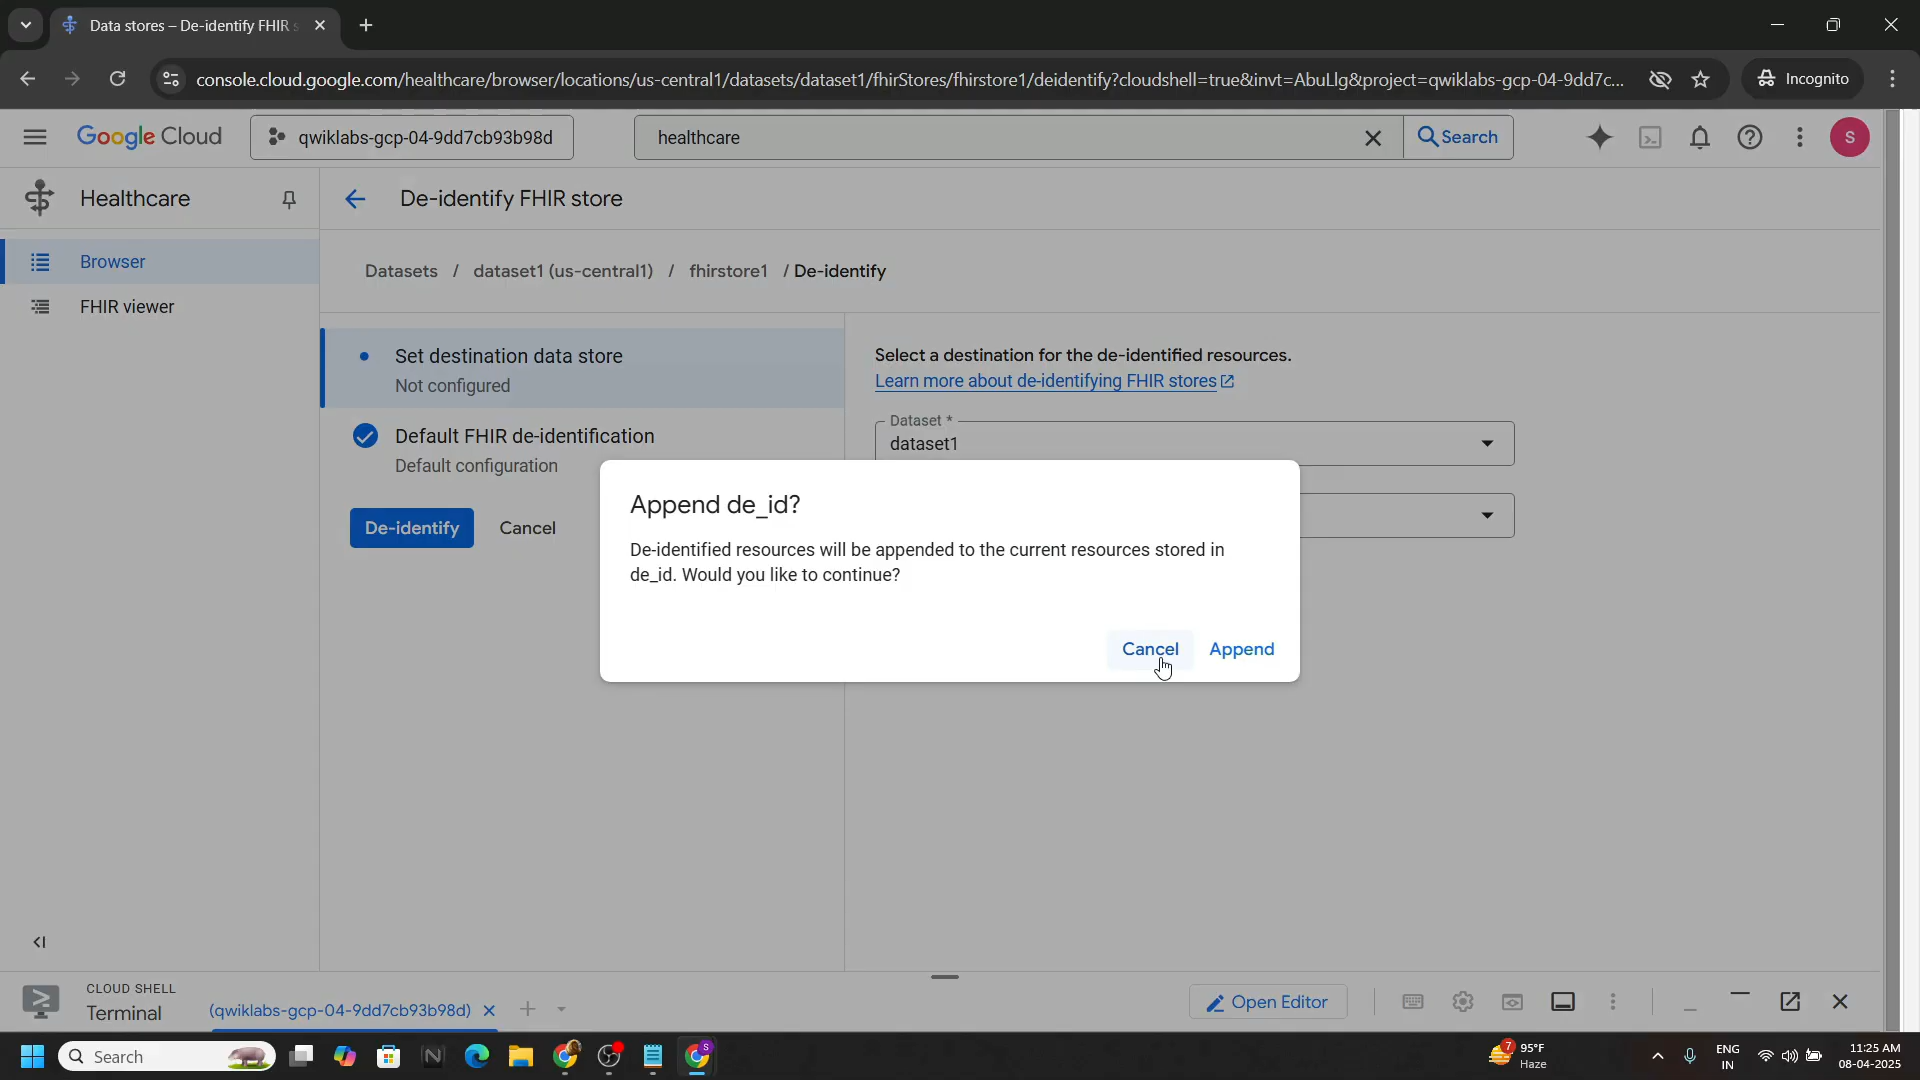 Data stores – De-identify FHIR s
console.cloud.google.com/healthcare/browser/locations/us-central1/datasets/dataset1/fhirStores/fhirstore1/deidentify?cloudshell=true&invt=AbuLlg&project=qwiklabs-gcp-04-9dd7c...
Incognito
Google Cloud
qwiklabs-gcp-04-9dd7cb93b98d
healthcare
Search
S
Healthcare
De-identify FHIR store
Browser
FHIR viewer
Datasets / dataset1 (us-central1) / fhirstore1 / De-identify
Set destination data store
Not configured
Default FHIR de-identification
Default configuration
De-identify
Cancel
Select a destination for the de-identified resources.
Learn more about de-identifying FHIR stores
Dataset *
dataset1
Append de_id?
De-identified resources will be appended to the current resources stored in
de_id. Would you like to continue?
Cancel
Append
CLOUD SHELL
Terminal
(qwiklabs-gcp-04-9dd7cb93b98d)
Open Editor
Search
S
7
95°F
Haze
ENG
IN
11:25 AM
08-04-2025